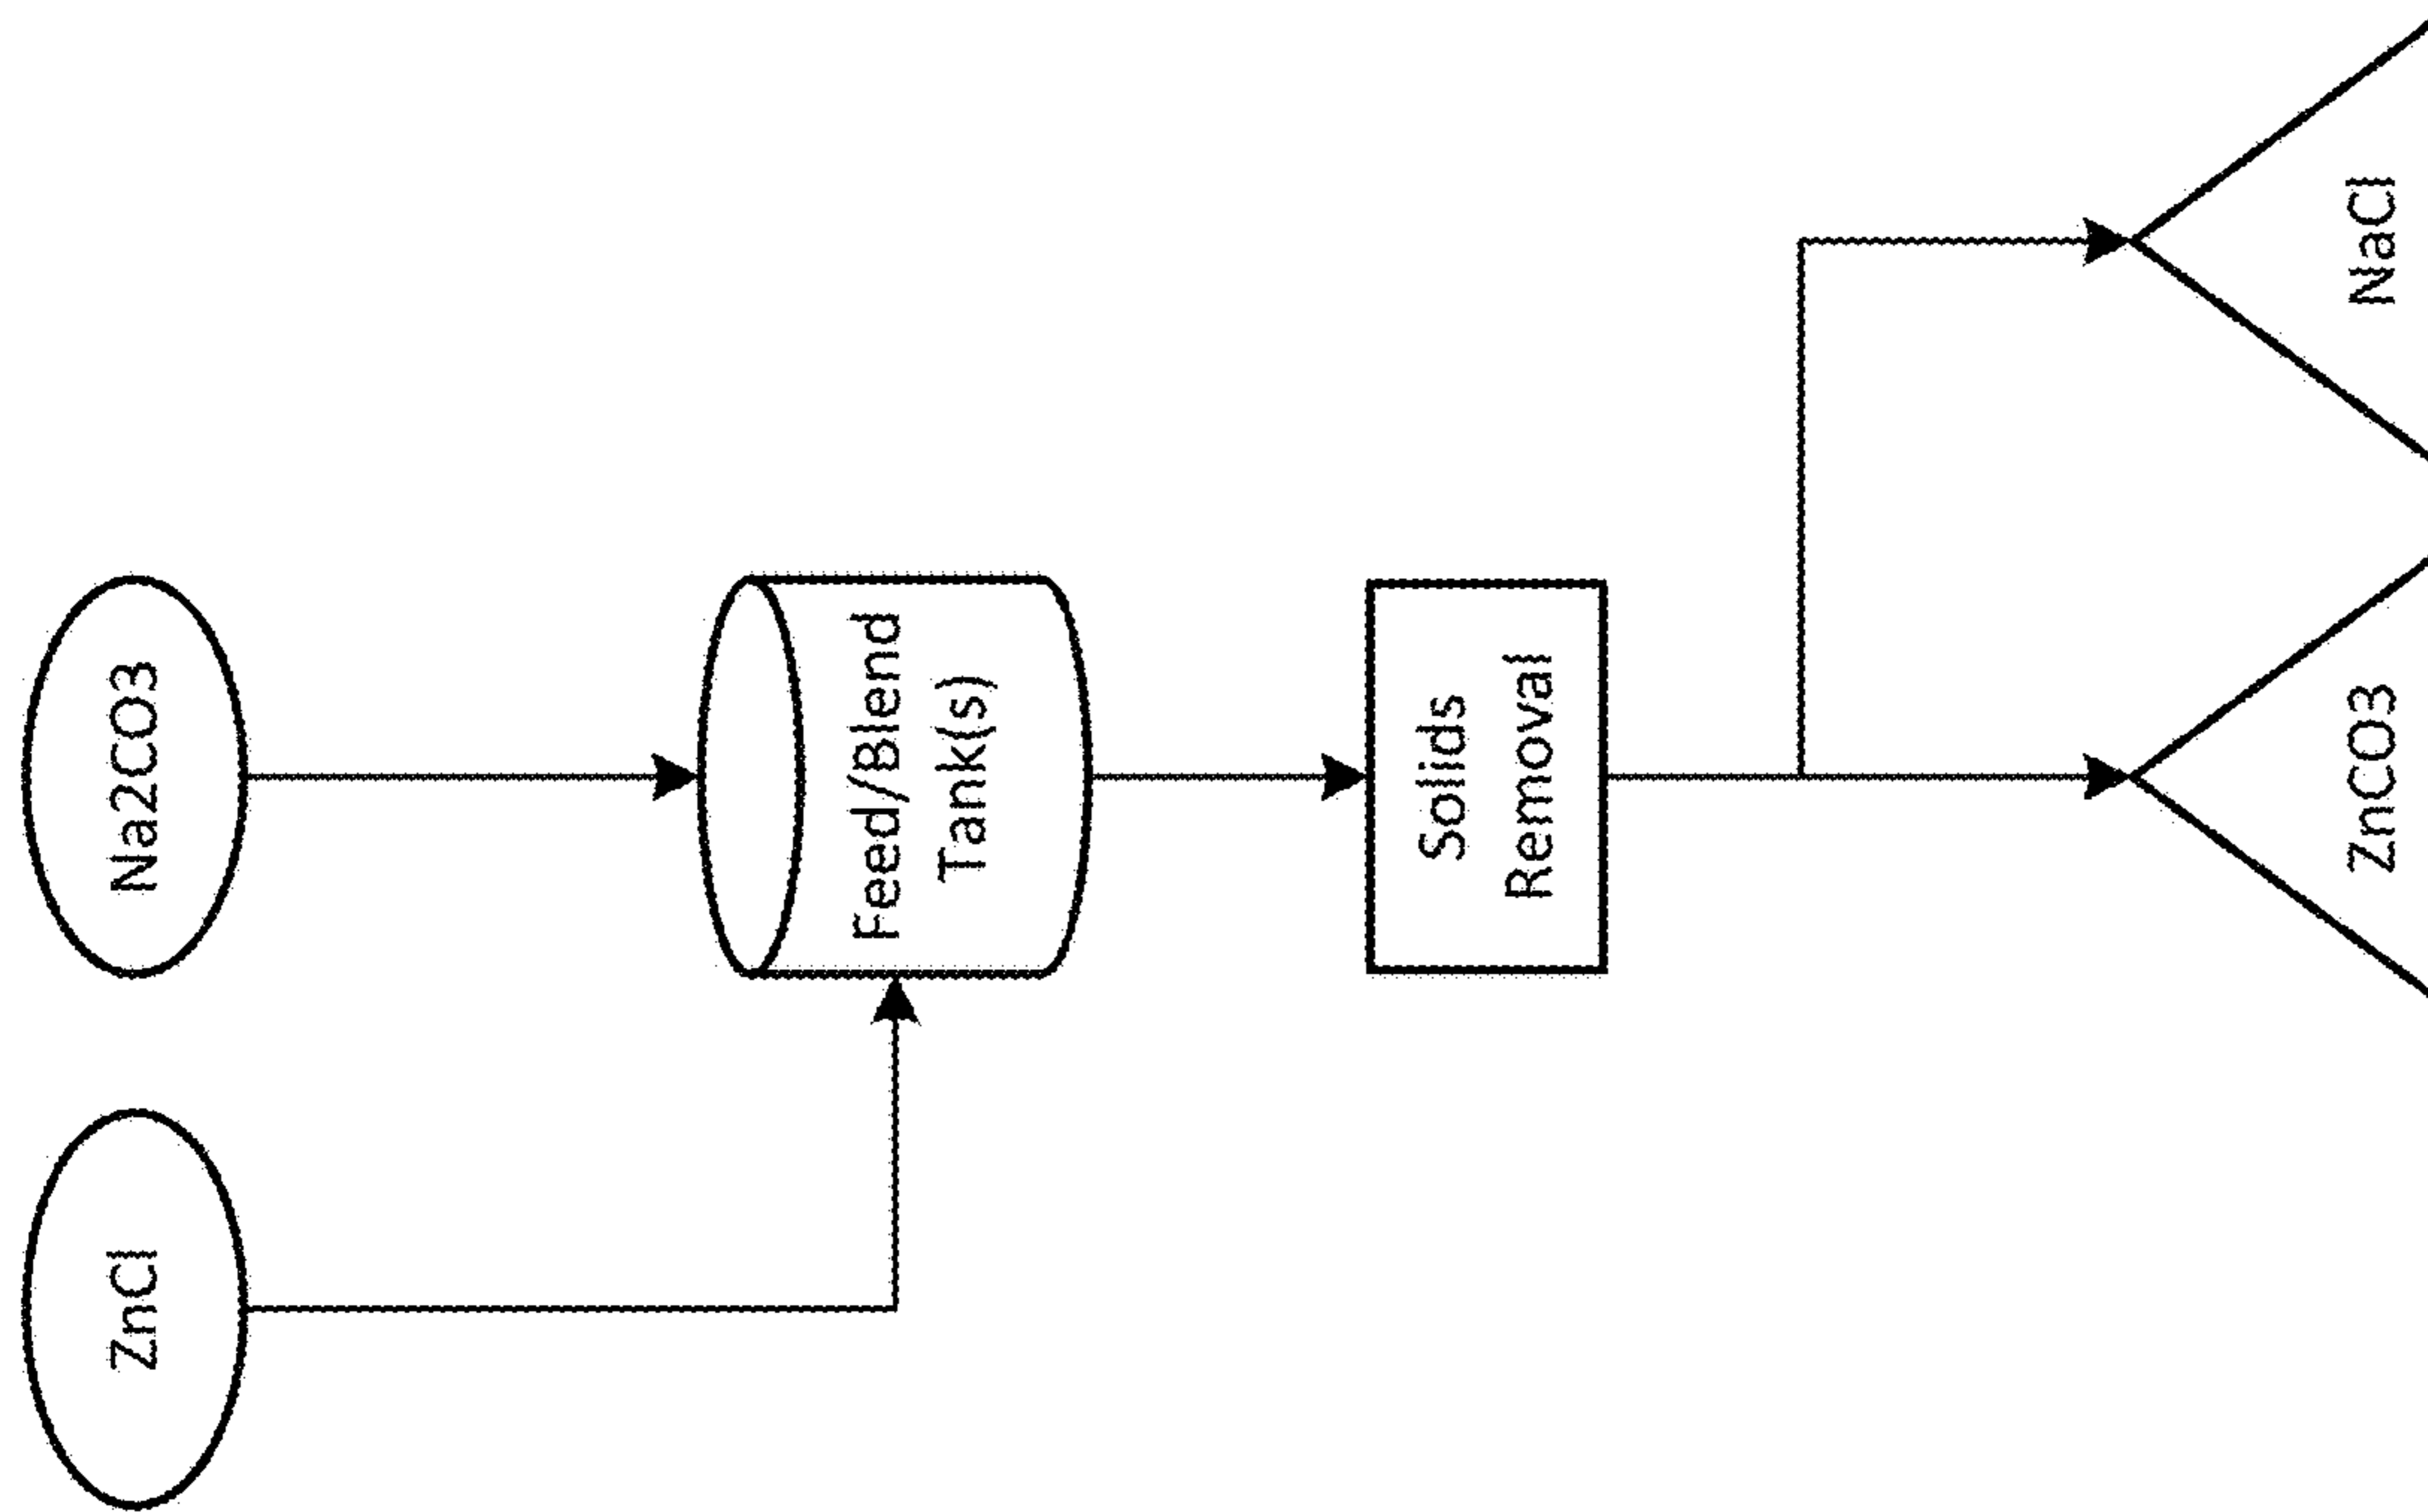 Na2CO3
ZnCl
Feed/Blend
Tank(s)
Solids
Removal
ZnCO3
NaCl